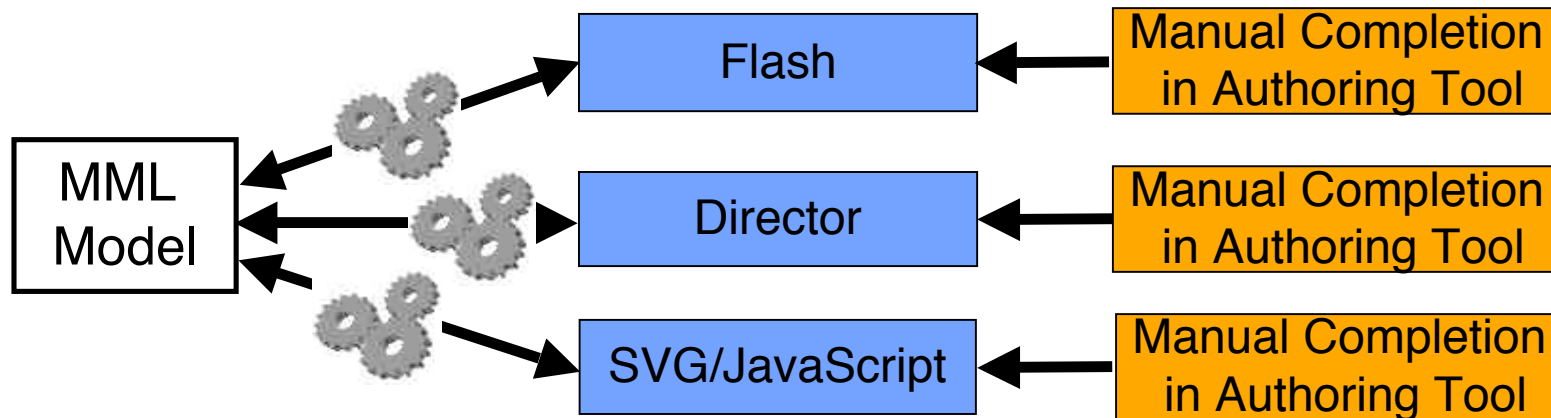 Flash
Manual Completion
in Authoring Tool
MML
Model
Director
Manual Completion
in Authoring Tool
SVG/JavaScript
Manual Completion
in Authoring Tool